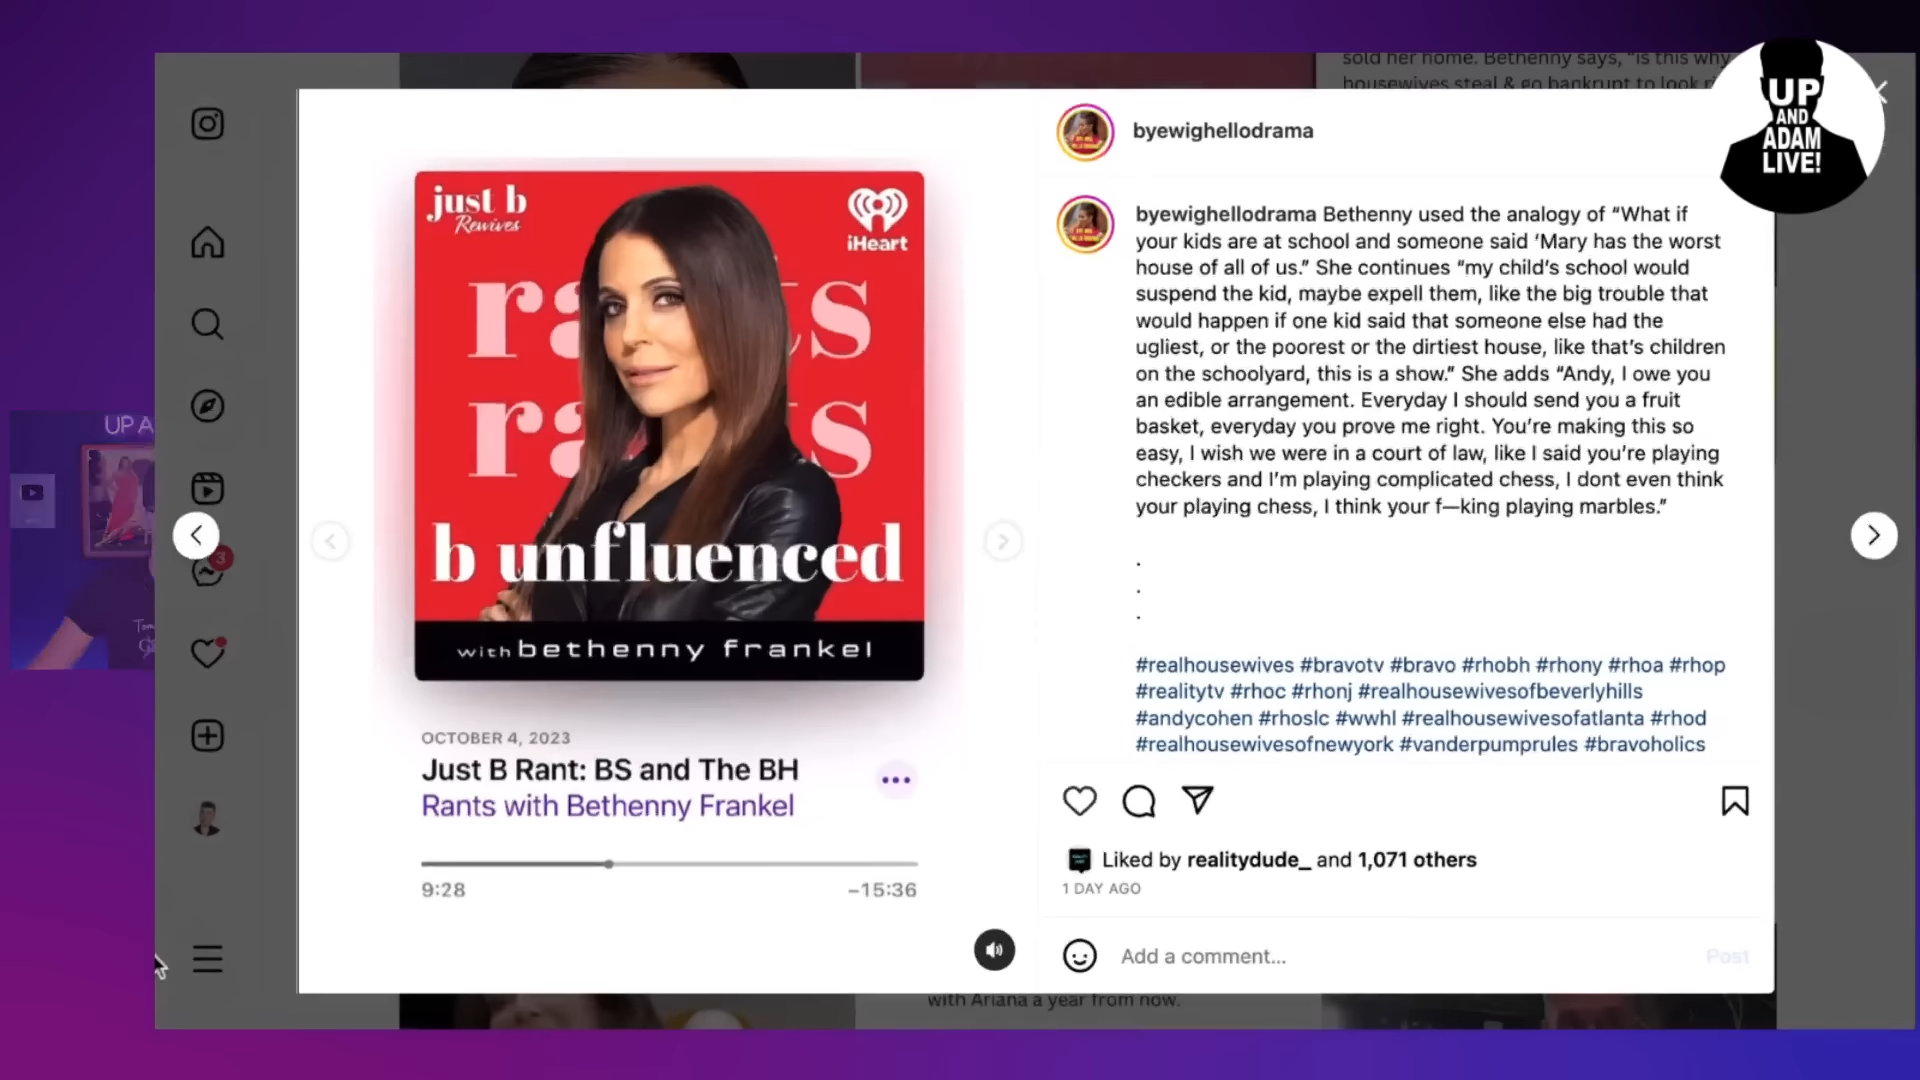 sold her home. Bethenny says, "Is this why
housewives steal & go bankrupt to look
UP
AND
ADAM
LIVE!
byewighellodrama
just b
Rewives
iHeart
rants
rants
b unfluenced
with bethenny frankel
OCTOBER 4, 2023
Just B Rant: BS and The BH
Rants with Bethenny Frankel
9:28
–15:36
byewighellodrama Bethenny used the analogy of “What if
your kids are at school and someone said ‘Mary has the worst
house of all of us.” She continues “my child’s school would
suspend the kid, maybe expell them, like the big trouble that
would happen if one kid said that someone else had the
ugliest, or the poorest or the dirtiest house, like that’s children
on the schoolyard, this is a show.” She adds “Andy, I owe you
an edible arrangement. Everyday I should send you a fruit
basket, everyday you prove me right. You’re making this so
easy, I wish we were in a court of law, like I said you’re playing
checkers and I’m playing complicated chess, I dont even think
your playing chess, I think your f—king playing marbles.”
.
.
.
#realhousewives #bravotv #bravo #rhobh #rhony #rhoa #rhop
#realitytv #rhoc #rhonj #realhousewivesofbeverlyhills
#andycohen #rhoslc #wwhl #realhousewivesofatlanta #rhod
#realhousewivesofnewyork #vanderpumprules #bravoholics
Liked by realitydude_ and 1,071 others
1 DAY AGO
Add a comment...
Post
with Ariana a year from now.
UP A
3